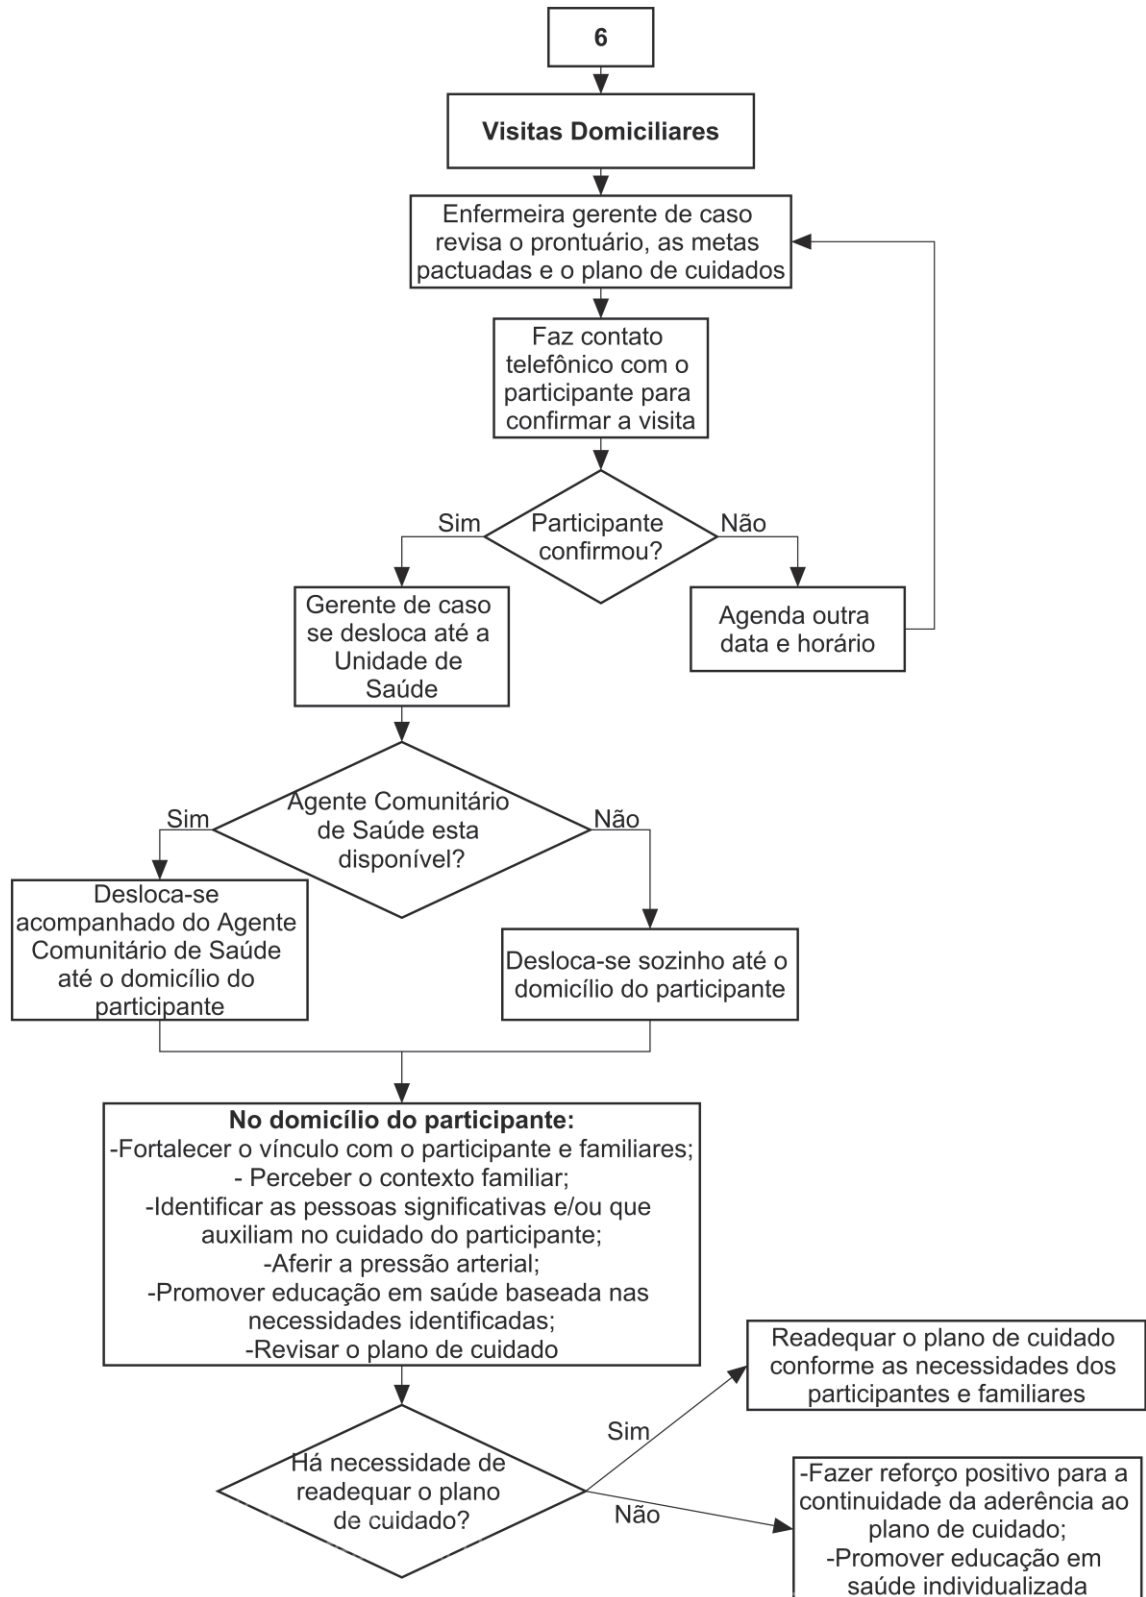 6
Visitas Domiciliares
Enfermeira gerente de caso
revisa o prontuário, as metas
pactuadas e o plano de cuidados
Faz contato
telefônico com o
participante para
confirmar a visita
Participante
confirmou?
Sim
Não
Gerente de caso
se desloca até a
Unidade de
Saúde
Agenda outra
data e horário
Agente Comunitário
de Saúde esta
disponível?
Sim
Não
Desloca-se
acompanhado do Agente
Comunitário de Saúde
até o domicílio do
participante
Desloca-se sozinho até o
domicílio do participante
No domicílio do participante:
-Fortalecer o vínculo com o participante e familiares;
- Perceber o contexto familiar;
-Identificar as pessoas significativas e/ou que
auxiliam no cuidado do participante;
-Aferir a pressão arterial;
-Promover educação em saúde baseada nas
necessidades identificadas;
-Revisar o plano de cuidado
Há necessidade de
readequar o plano
de cuidado?
Sim
Readequar o plano de cuidado
conforme as necessidades dos
participantes e familiares
Não
-Fazer reforço positivo para a
continuidade da aderência ao
plano de cuidado;
-Promover educação em
saúde individualizada